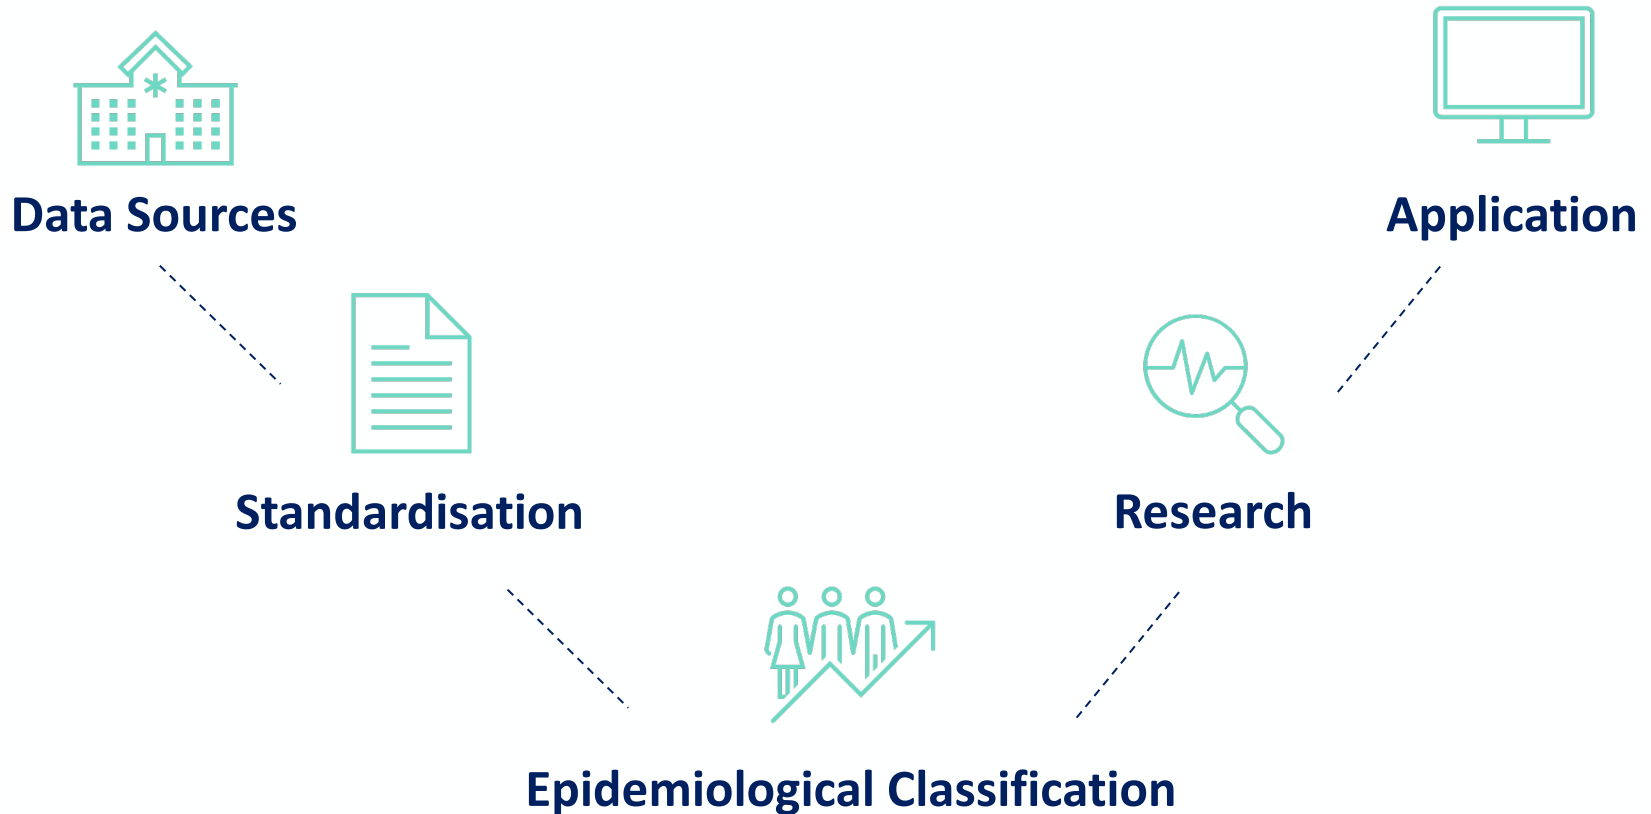 Data Sources
Application
Standardisation
Research
Epidemiological Classification